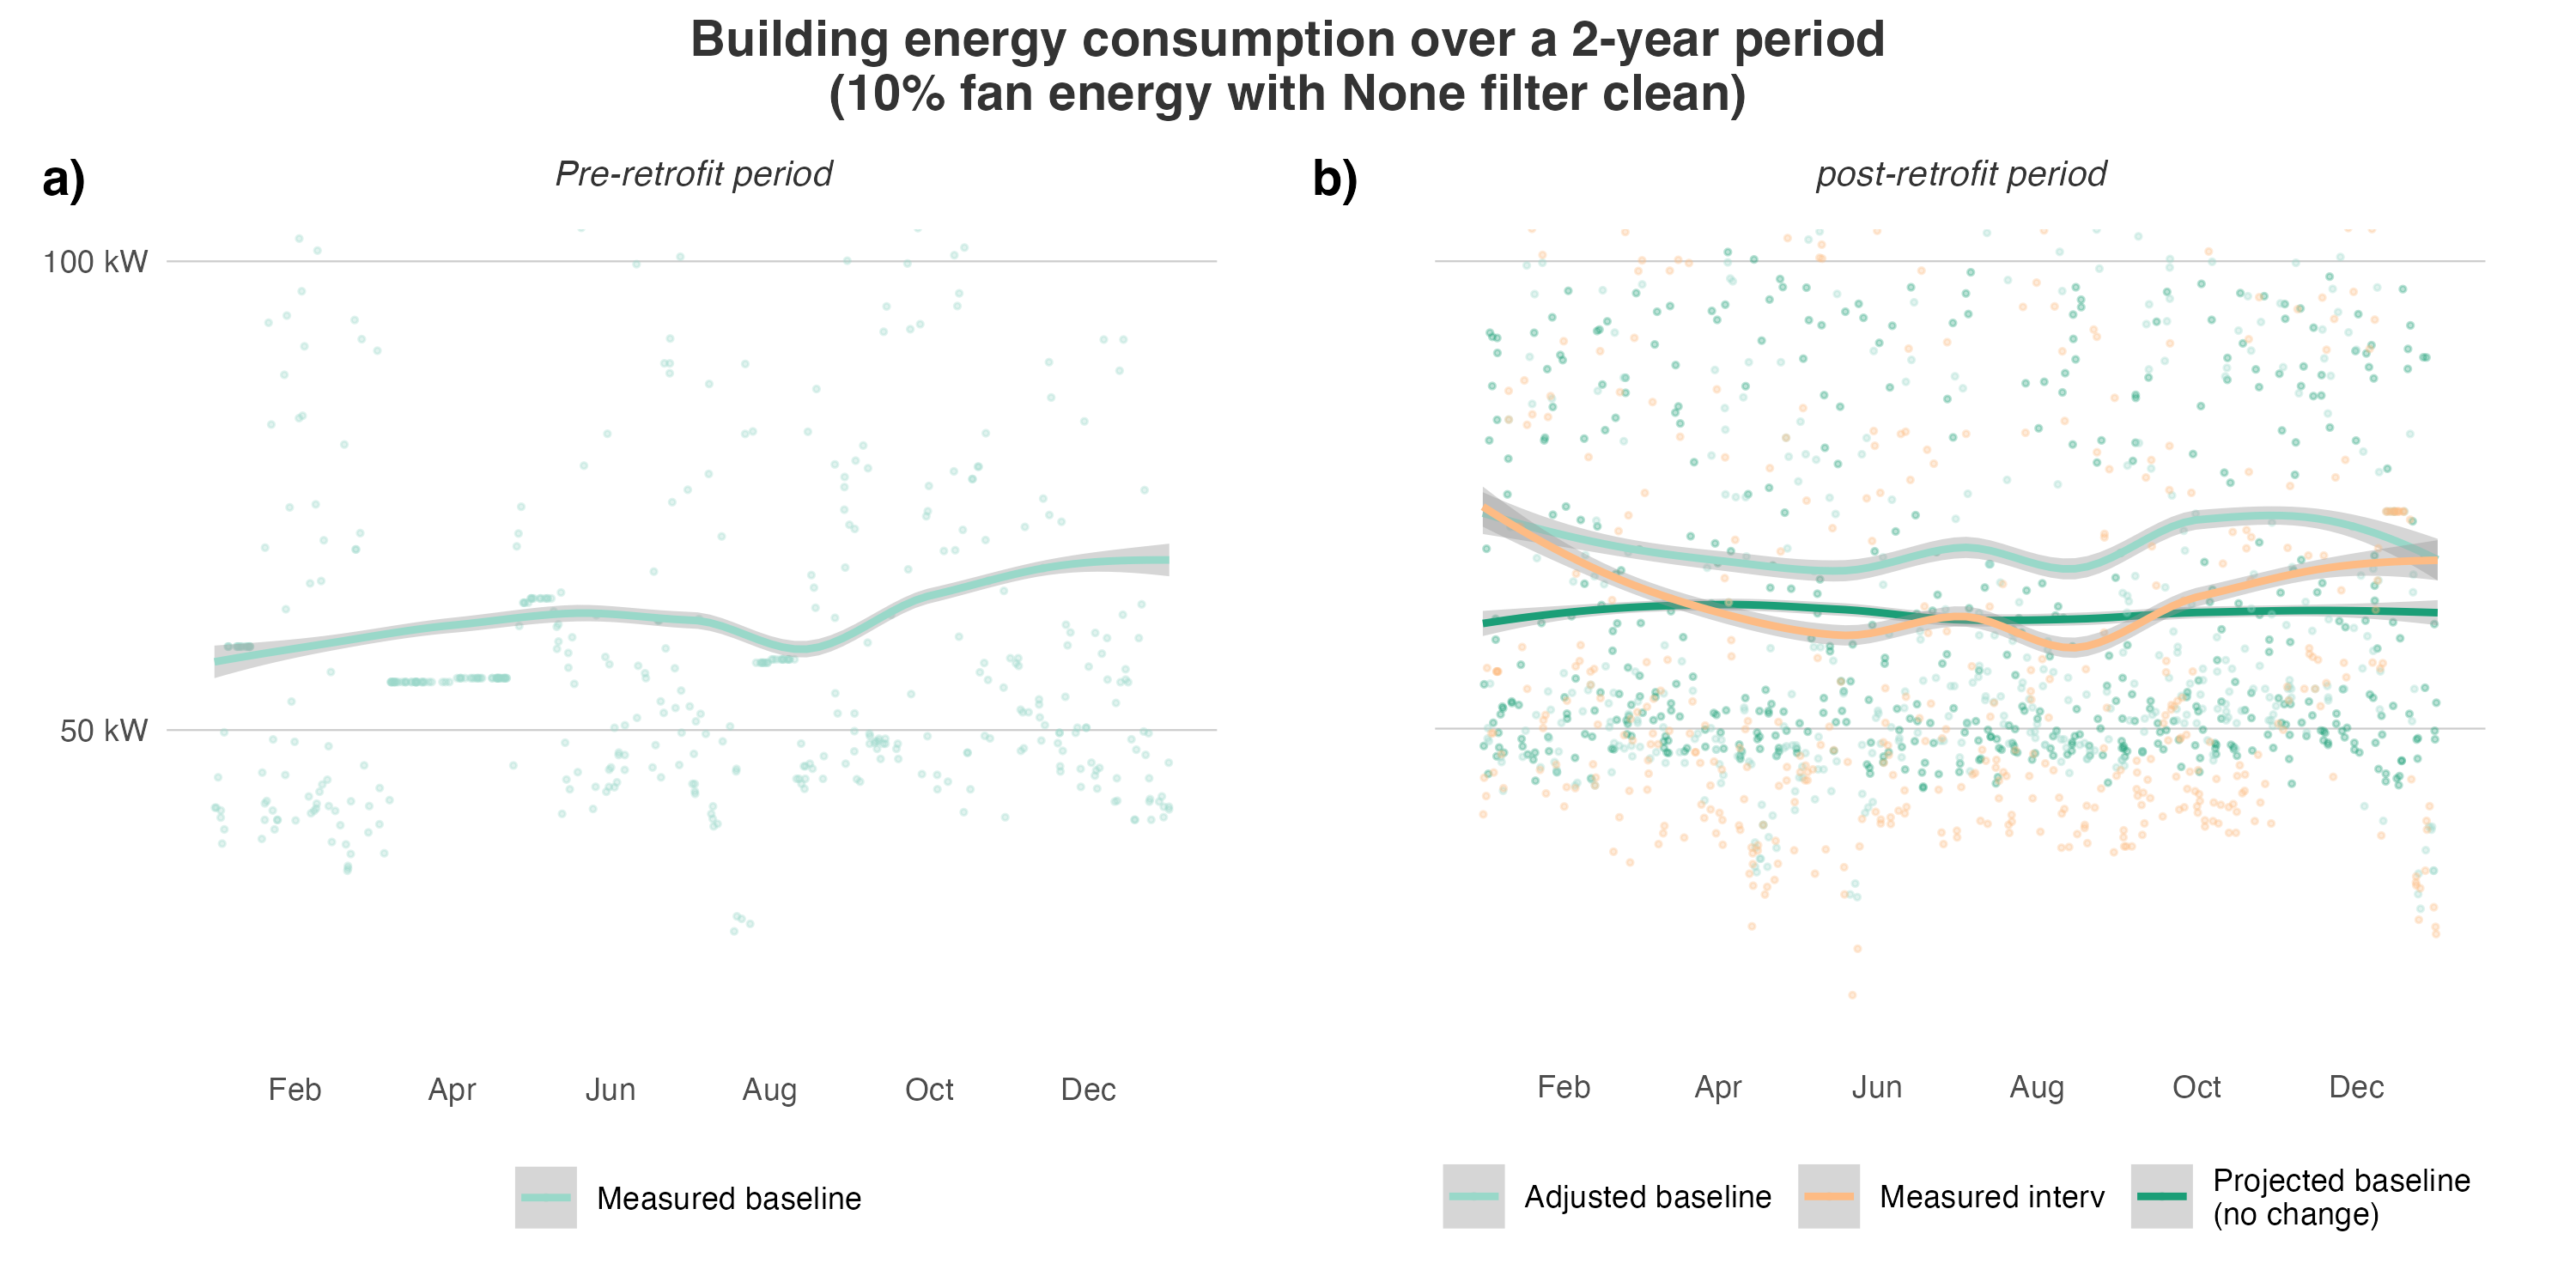 Building energy consumption over a 2-year period
(10% fan energy with None filter clean)
a)
Pre-retrofit period
100 kW
50 kW
Feb Apr Jun Aug Oct Dec
Measured baseline
b)
post-retrofit period
Feb Apr Jun Aug Oct Dec
Adjusted baseline
Measured interv
Projected baseline
(no change)